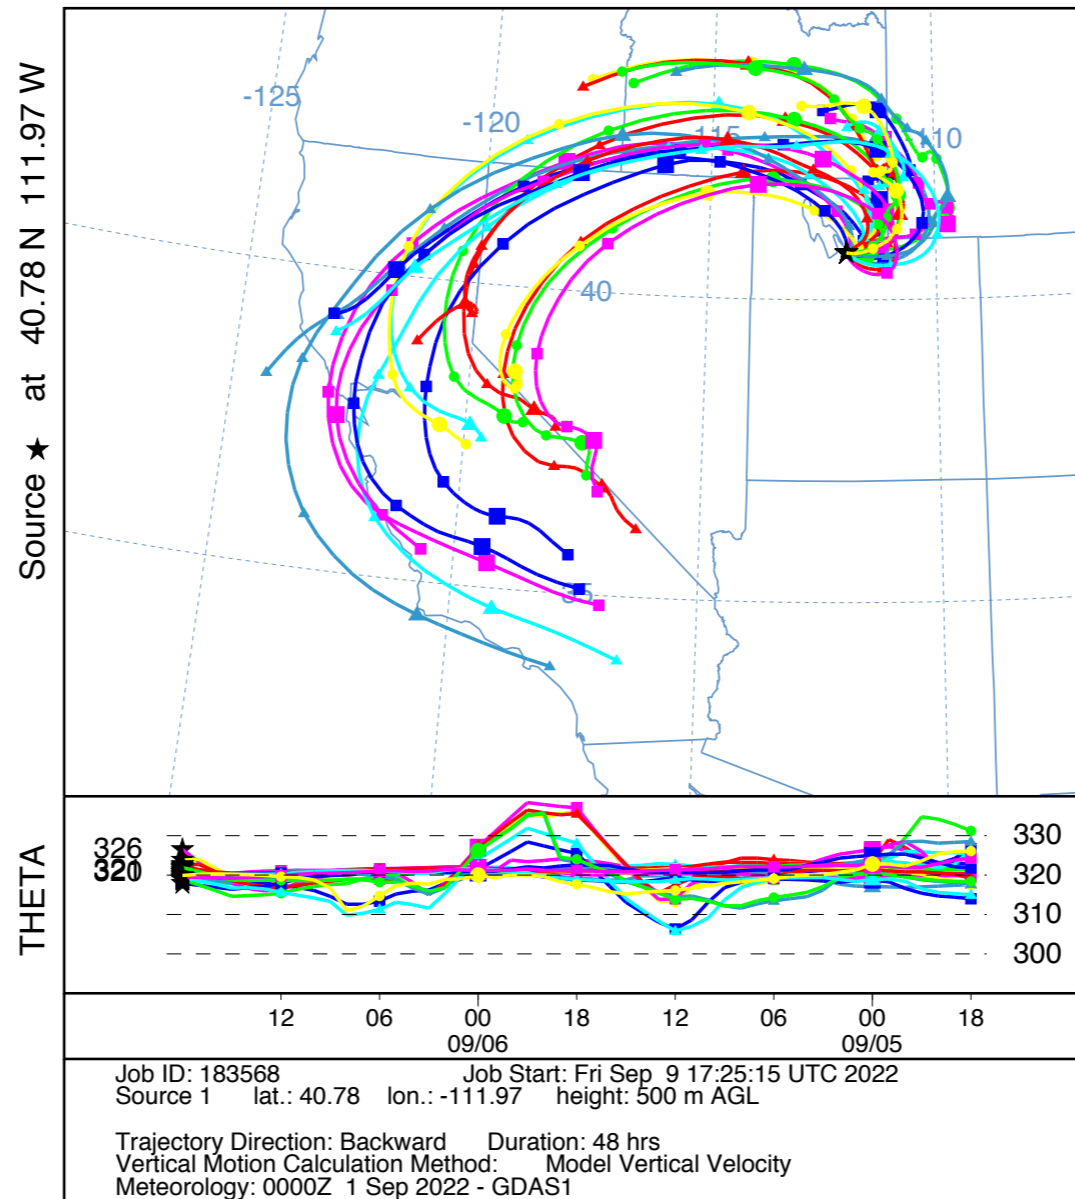 Source ★ at 40.78 N 111.97 W
-125
-120
115
110
40
35
THETA
326
320
330
320
310
300
12 06 00 18 12 06 00 18
09/06 09/05
Job ID: 183568 Job Start: Fri Sep 9 17:25:15 UTC 2022
Source 1 lat.: 40.78 lon.: -111.97 height: 500 m AGL
Trajectory Direction: Backward Duration: 48 hrs
Vertical Motion Calculation Method: Model Vertical Velocity
Meteorology: 0000Z 1 Sep 2022 - GDAS1